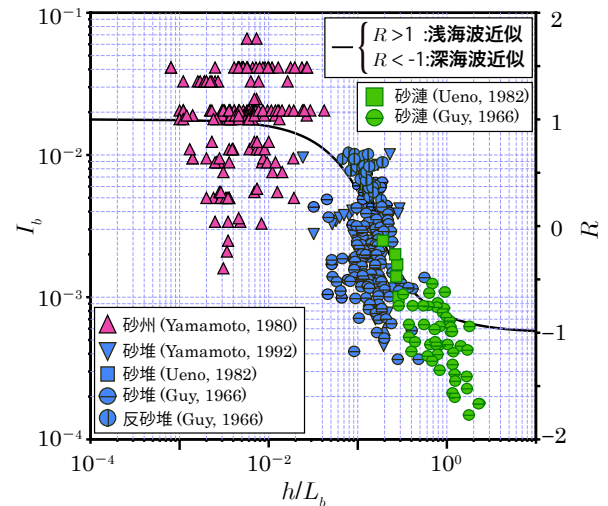 10⁻¹
10⁻²
10⁻³
10⁻⁴
I_b
2
1
0
−1
−2
R
R >1 :浅海波近似
R < -1:深海波近似
砂漣 (Ueno, 1982)
砂漣 (Guy, 1966)
砂州 (Yamamoto, 1980)
砂堆 (Yamamoto, 1992)
砂堆 (Ueno, 1982)
砂堆 (Guy, 1966)
反砂堆 (Guy, 1966)
10⁻⁴ 10⁻² 10⁰
h/L_b